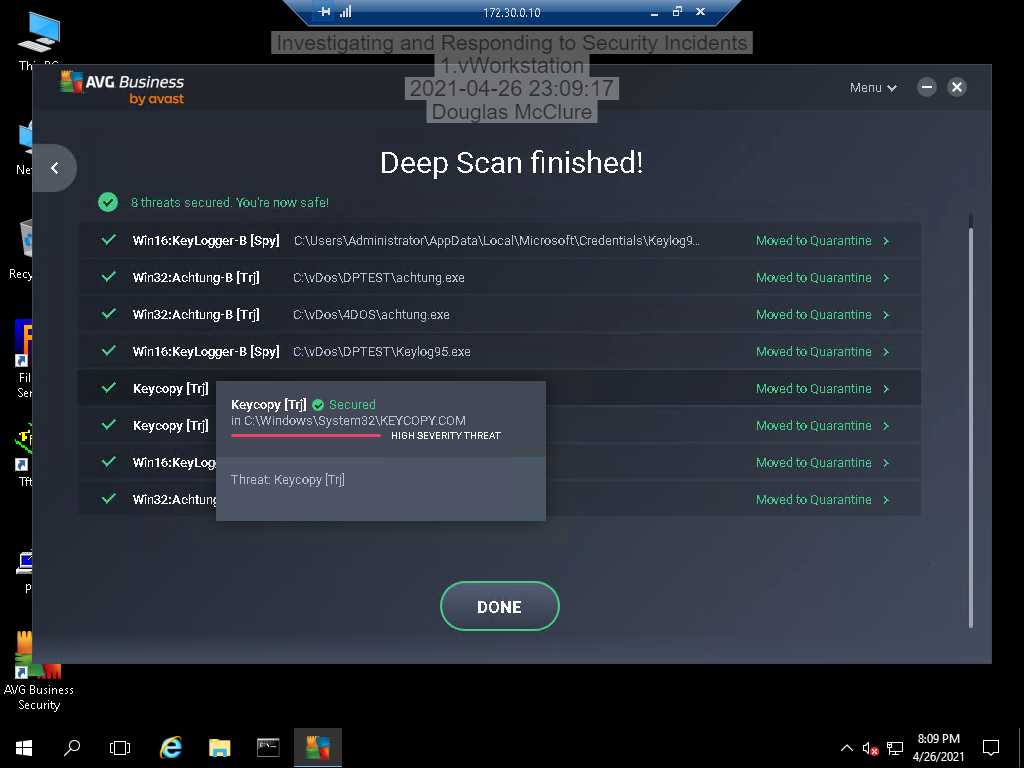 172.30.0.10
Investigating and Responding to Security Incidents
1.vWorkstation
2021-04-26 23:09:17
Douglas McClure
AVG Business
by avast
Menu
Deep Scan finished!
8 threats secured. You're now safe!
Win16:KeyLogger-B [Spy] C:\Users\Administrator\AppData\Local\Microsoft\Credentials\Keylog9... Moved to Quarantine
Win32:Achtung-B [Trj] C:\vDos\DPTEST\achtung.exe Moved to Quarantine
Win32:Achtung-B [Trj] C:\vDos\4DOS\achtung.exe Moved to Quarantine
Win16:KeyLogger-B [Spy] C:\vDos\DPTEST\Keylog95.exe Moved to Quarantine
Keycopy [Trj] Moved to Quarantine
Keycopy [Trj] Moved to Quarantine
Win16:KeyLog Moved to Quarantine
Win32:Achtung Moved to Quarantine
Keycopy [Trj] Secured
in C:\Windows\System32\KEYCOPY.COM
HIGH SEVERITY THREAT
Threat: Keycopy [Trj]
DONE
Thi
Ne
Recy
Fil
Ser
Tft
p
AVG Business
Security
8:09 PM
4/26/2021